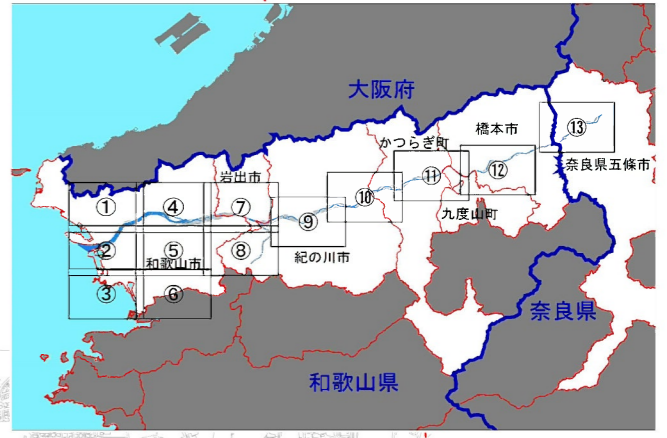 大阪府
橋本市
⑬
かつらぎ町
奈良県五條市
⑫
⑪
岩出市
⑩
①
④
⑦
九度山町
⑨
②
⑤
⑧
紀の川市
和歌山市
③
⑥
奈良県
和歌山県